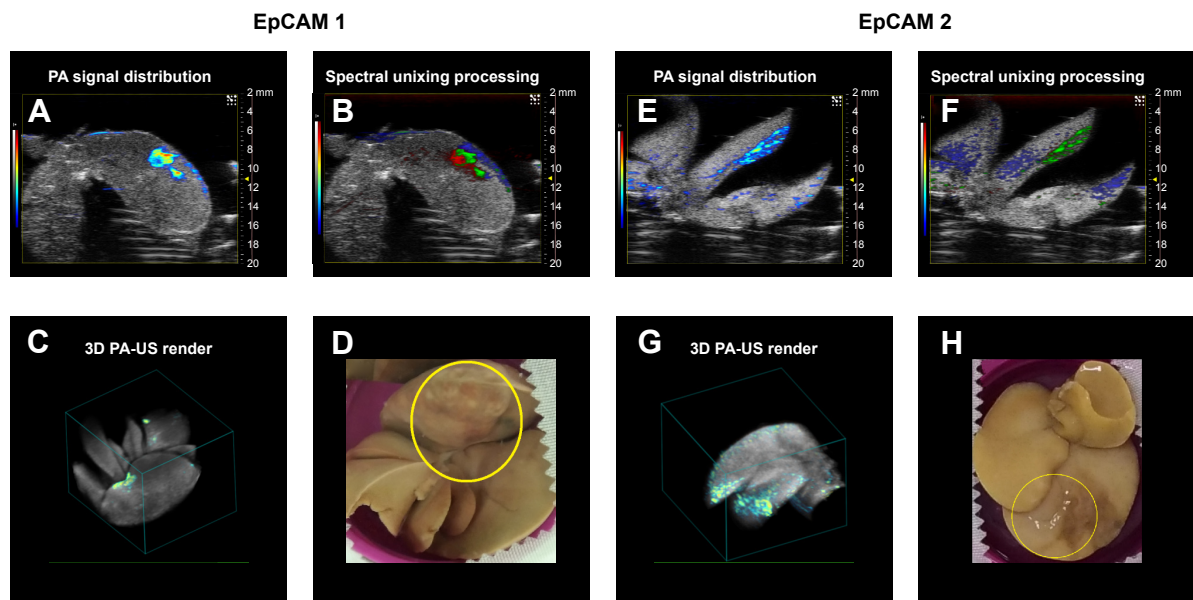 EpCAM 1
EpCAM 2
A
PA signal distribution
2 mm
4
6
8
10
12
14
16
18
20
B
Spectral unixing processing
2 mm
4
6
8
10
12
14
16
18
20
E
PA signal distribution
2 mm
4
6
8
10
12
14
16
18
20
F
Spectral unixing processing
2 mm
4
6
8
10
12
14
16
18
20
C
3D PA-US render
D
G
3D PA-US render
H